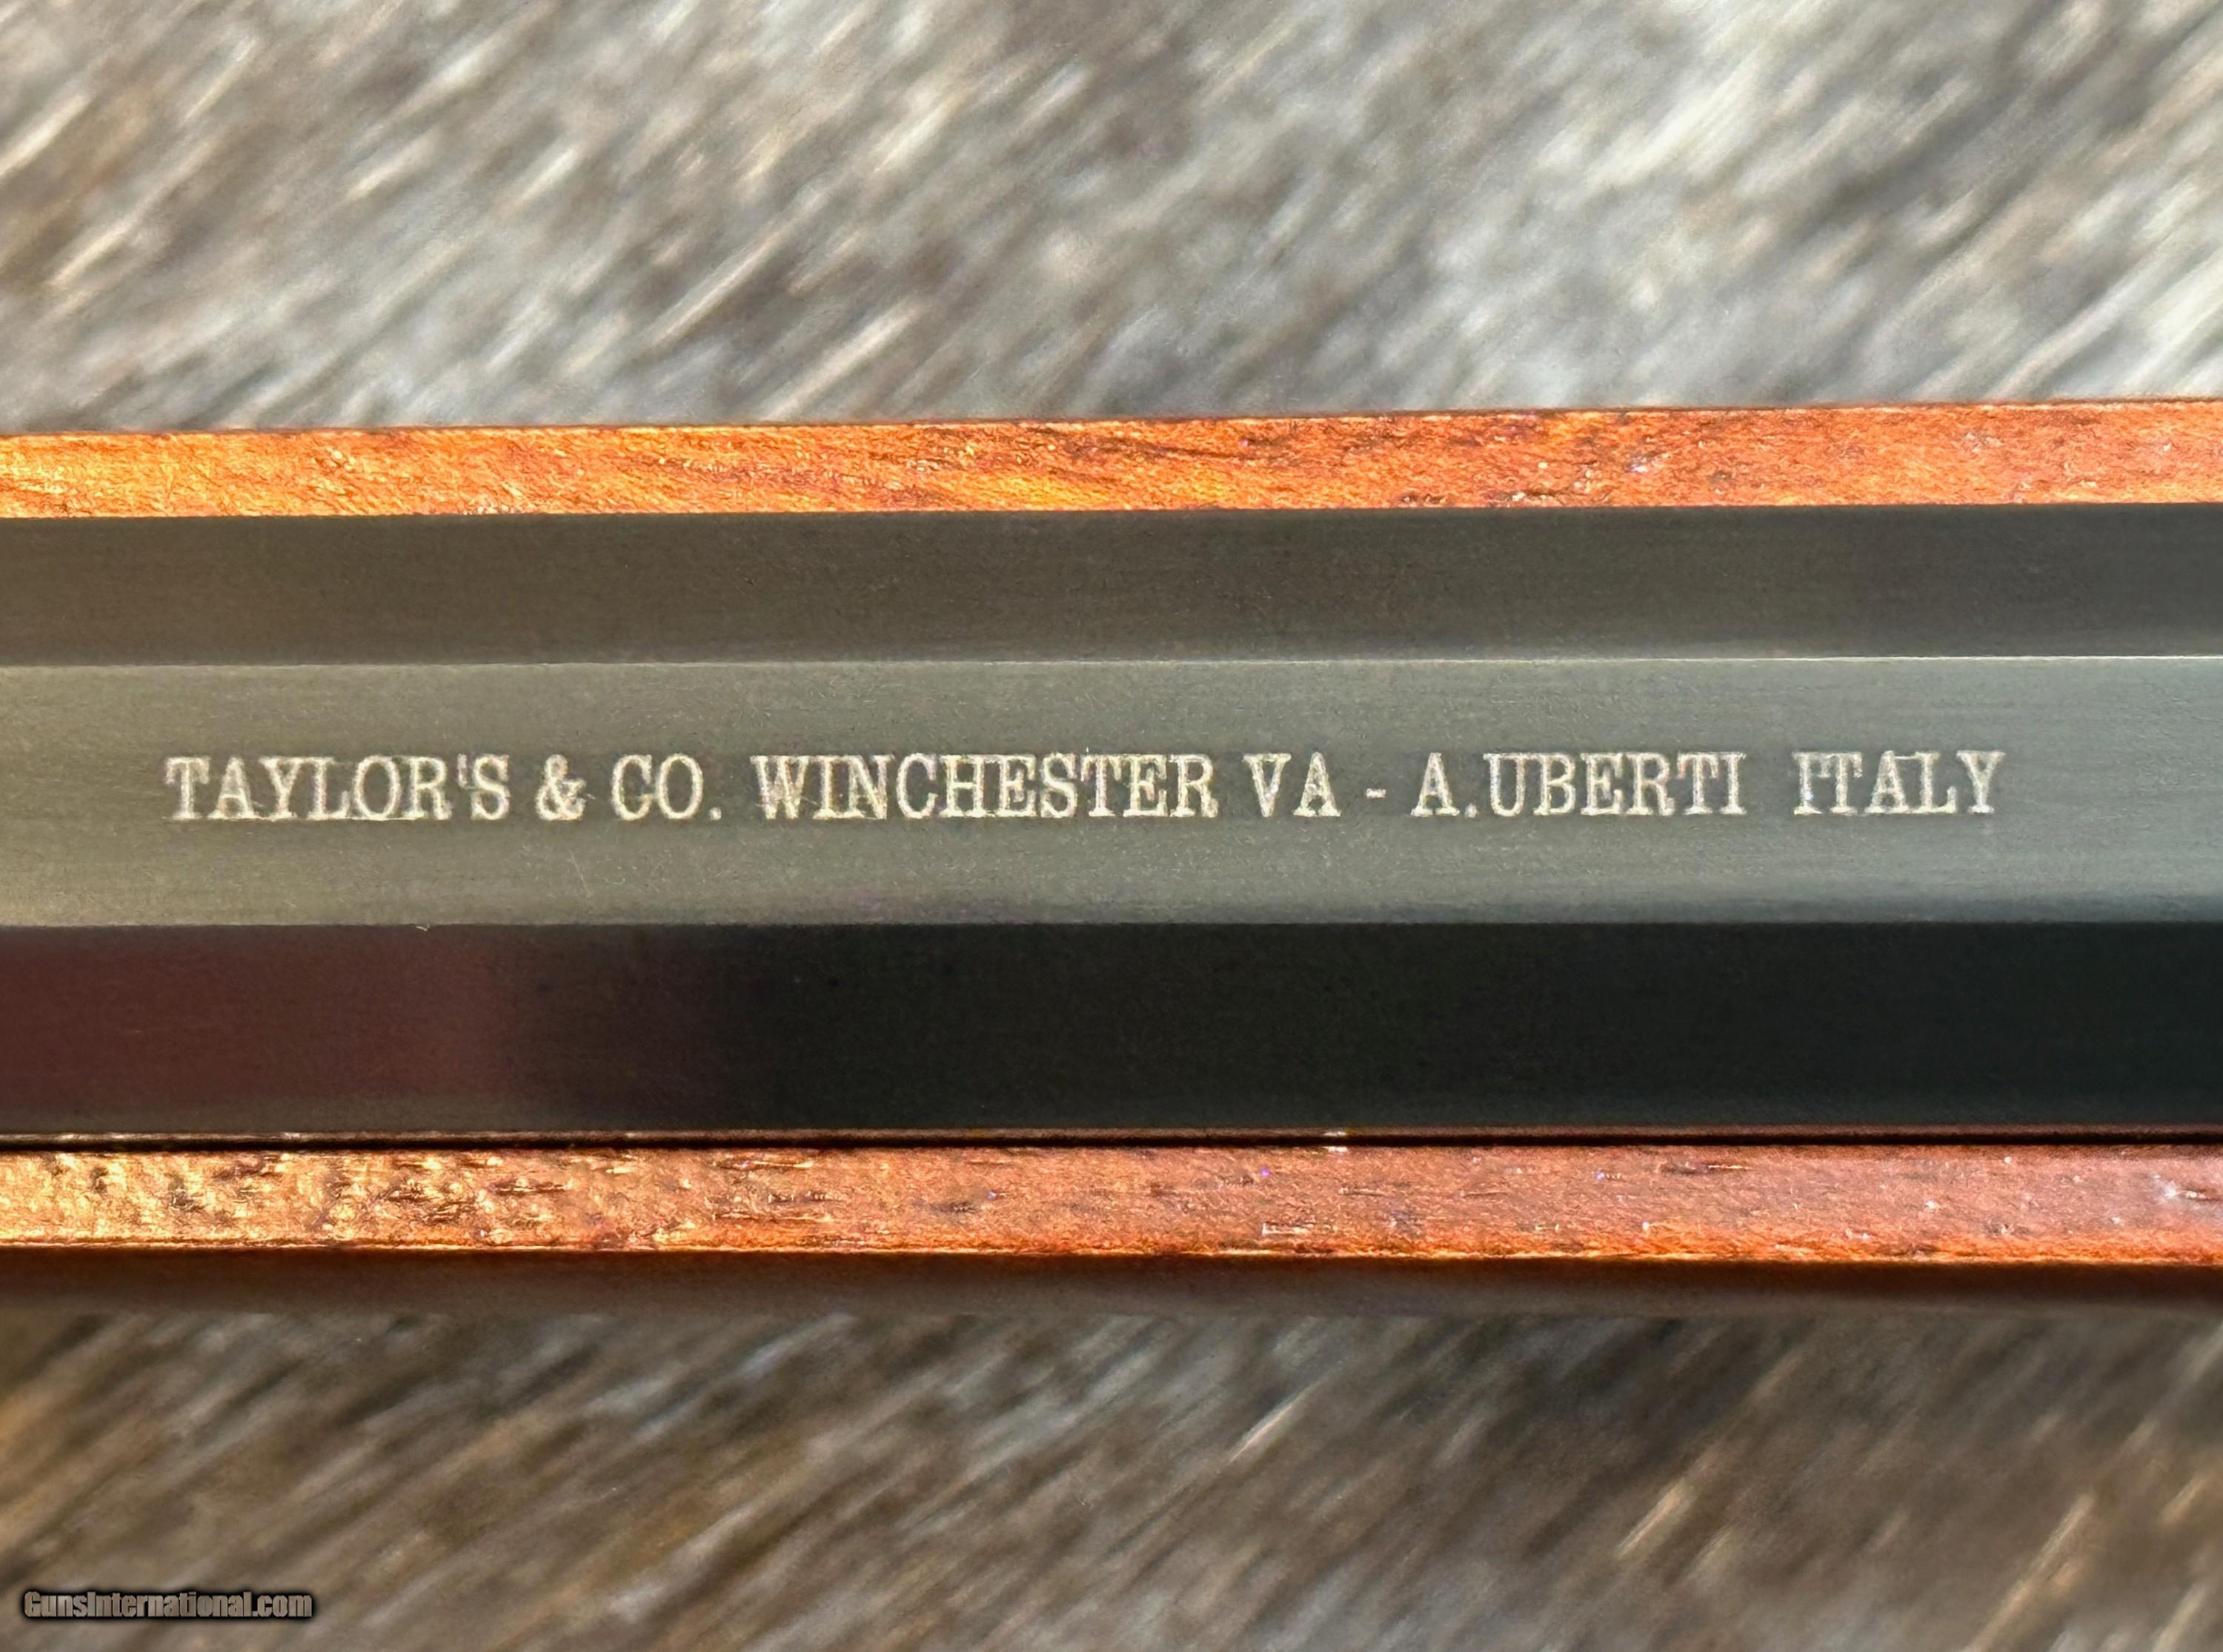 TAYLOR'S & CO. WINCHESTER VA - A.UBERTI ITALY
GunsInternational.com